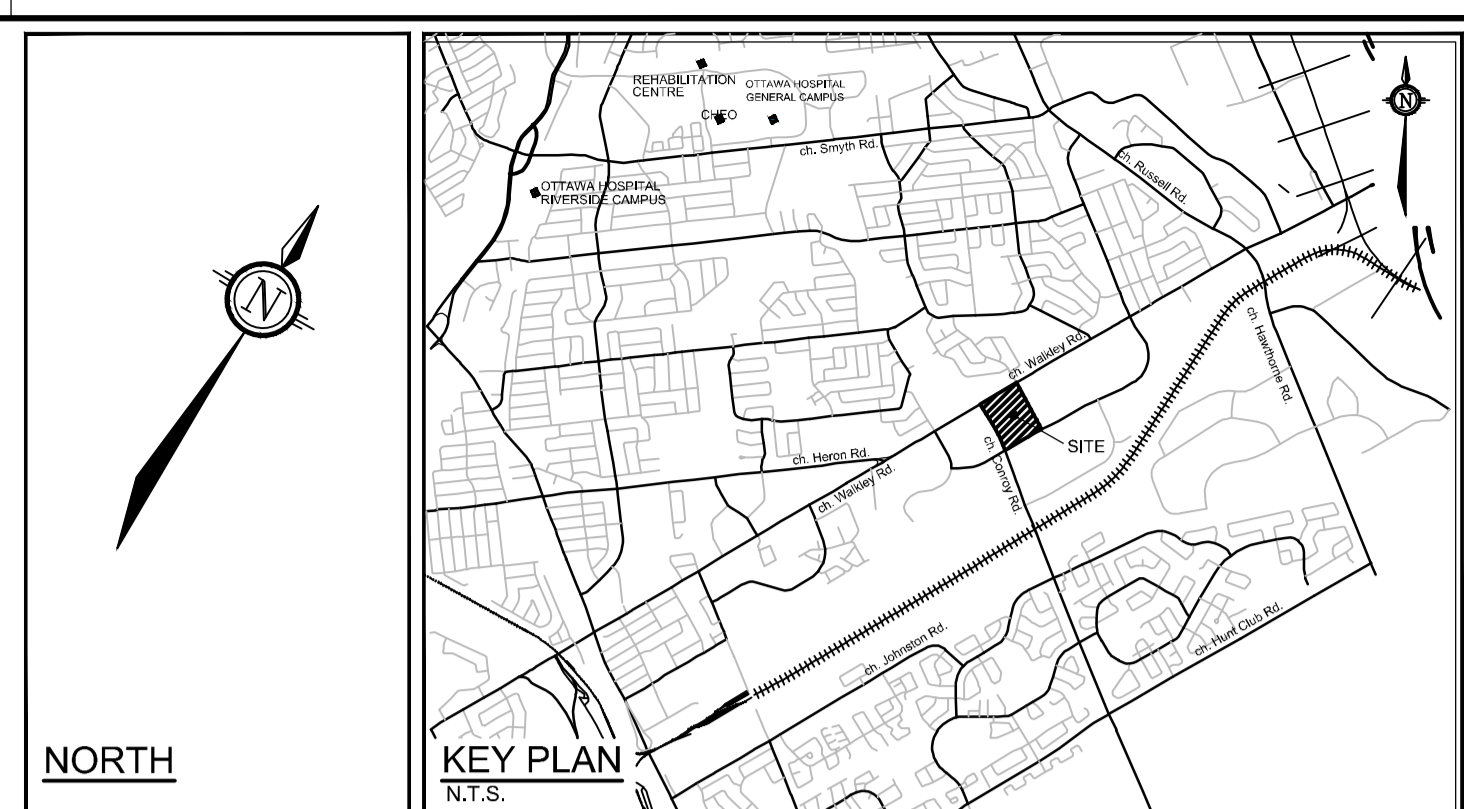 N
NORTH
REHABILITATION
CENTRE
OTTAWA HOSPITAL
GENERAL CAMPUS
CHEO
N
ch. Smyth Rd.
ch. Russell Rd.
OTTAWA HOSPITAL
RIVERSIDE CAMPUS
ch. Hawthorne Rd.
ch. Walkley Rd.
SITE
ch. Conroy Rd.
ch. Heron Rd.
ch. Walkley Rd.
ch. Johnston Rd.
ch. Hunt Club Rd.
KEY PLAN
N.T.S.